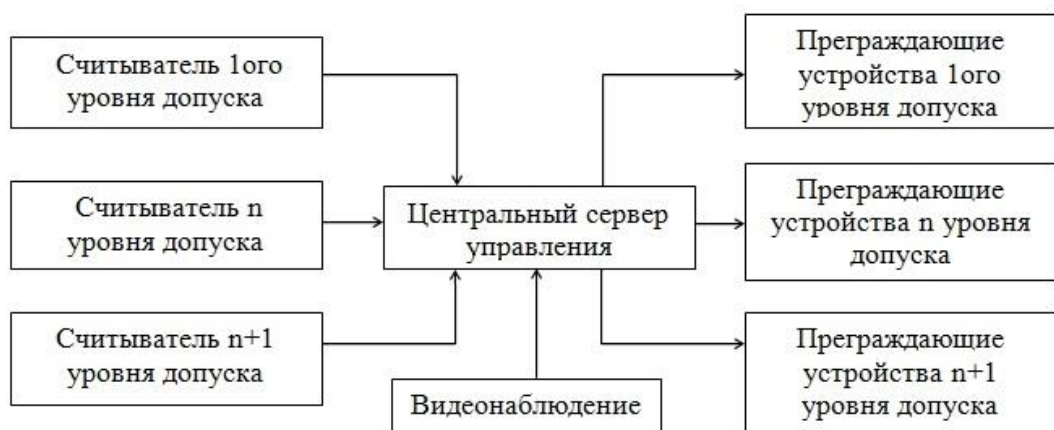 Считыватель 1ого
уровня допуска
Преграждающие
устройства 1ого
уровня допуска
Считыватель n
уровня допуска
Центральный сервер
управления
Преграждающие
устройства n уровня
допуска
Считыватель n+1
уровня допуска
Видеонаблюдение
Преграждающие
устройства n+1
уровня допуска